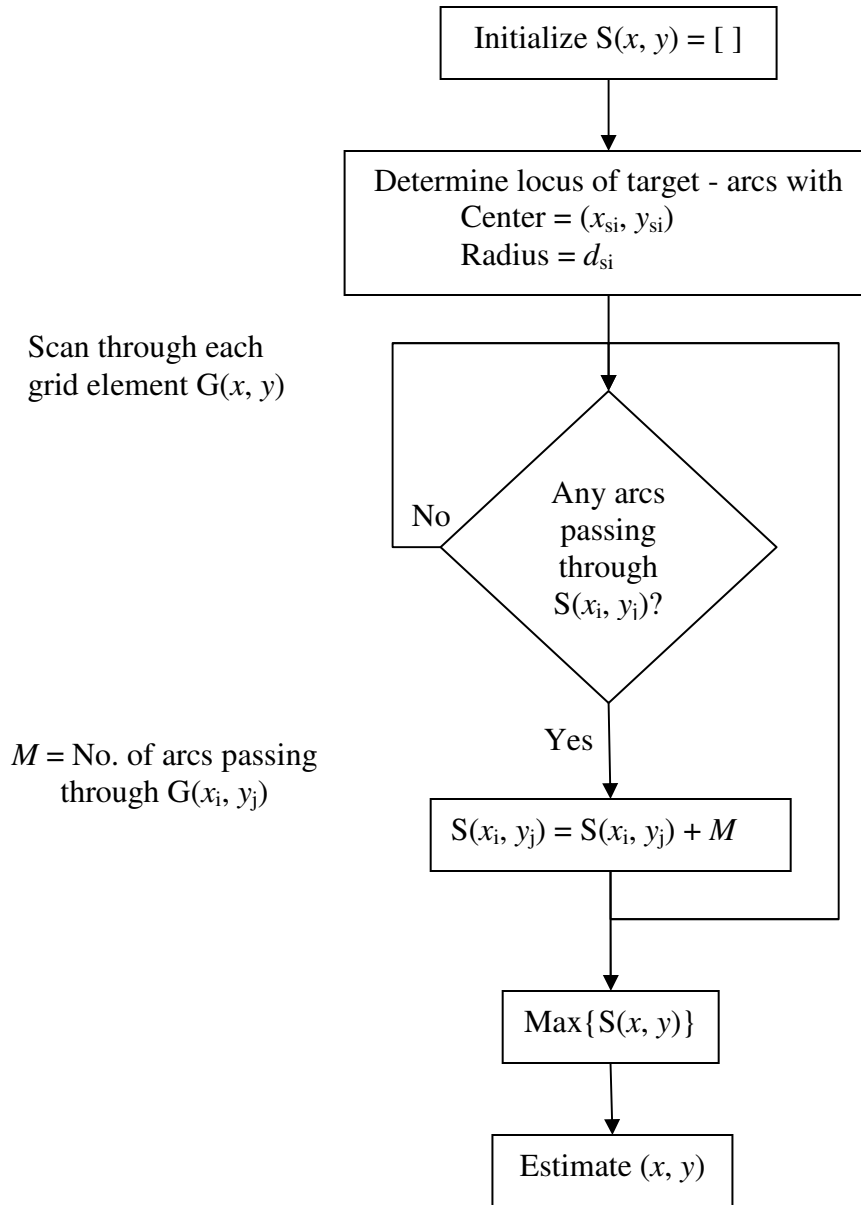 Initialize S(x, y) = [ ]
Determine locus of target - arcs with
Center = (xsi, ysi)
Radius = dsi
Scan through each
grid element G(x, y)
No
Any arcs
passing
through
S(xi, yj)?
Yes
M = No. of arcs passing
through G(xi, yj)
S(xi, yj) = S(xi, yj) + M
Max{S(x, y)}
Estimate (x, y)